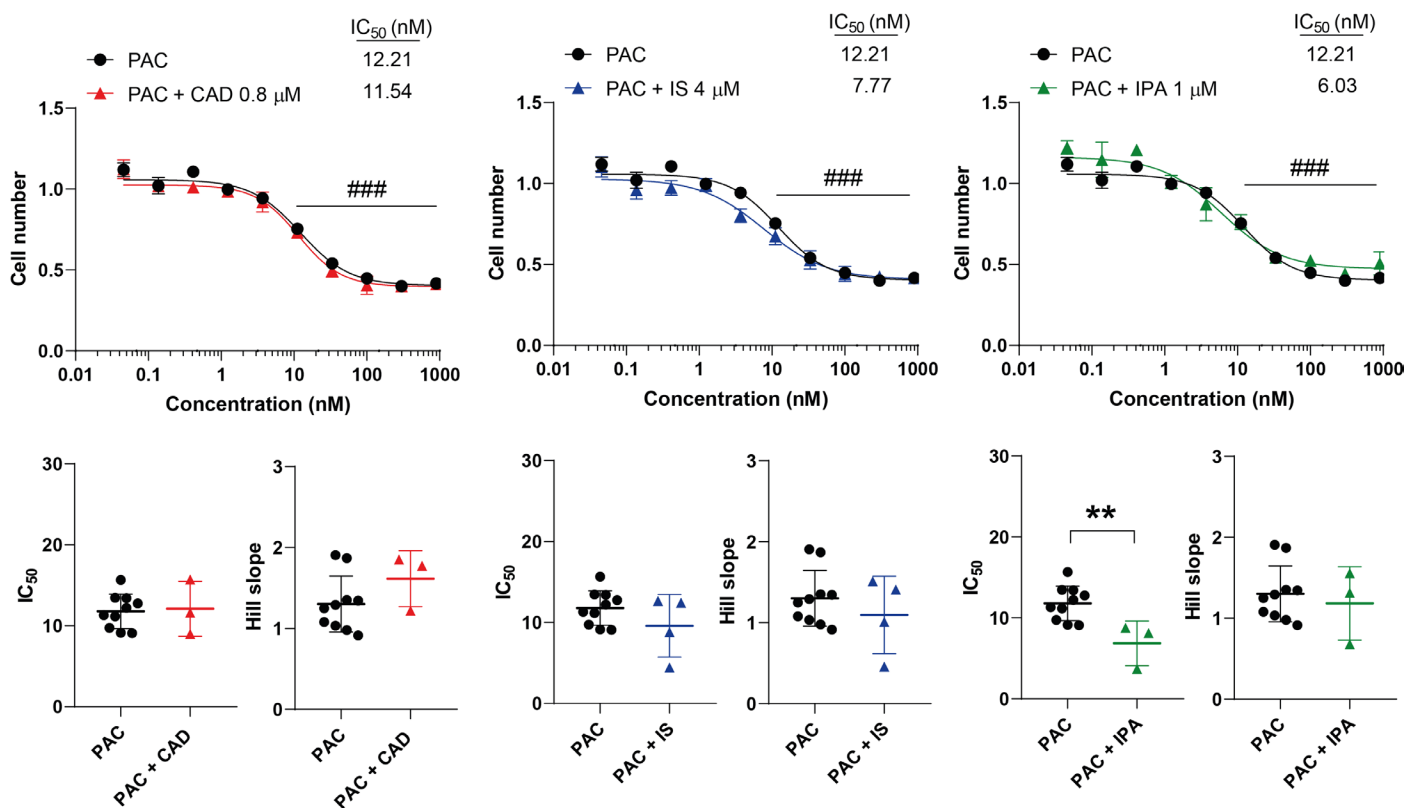 IC50 (nM)
PAC 12.21
PAC + CAD 0.8 μM 11.54
1.5
1.0
0.5
0.0
Cell number
###
0.01 0.1 1 10 100 1000
Concentration (nM)
IC50 (nM)
PAC 12.21
PAC + IS 4 μM 7.77
1.5
1.0
0.5
0.0
Cell number
###
0.01 0.1 1 10 100 1000
Concentration (nM)
IC50 (nM)
PAC 12.21
PAC + IPA 1 μM 6.03
1.5
1.0
0.5
0.0
Cell number
###
0.01 0.1 1 10 100 1000
Concentration (nM)
30
20
10
0
IC50
PAC
PAC + CAD
3
2
1
0
Hill slope
PAC
PAC + CAD
30
20
10
0
IC50
PAC
PAC + IS
3
2
1
0
Hill slope
PAC
PAC + IS
30
20
10
0
IC50
**
PAC
PAC + IPA
3
2
1
0
Hill slope
PAC
PAC + IPA